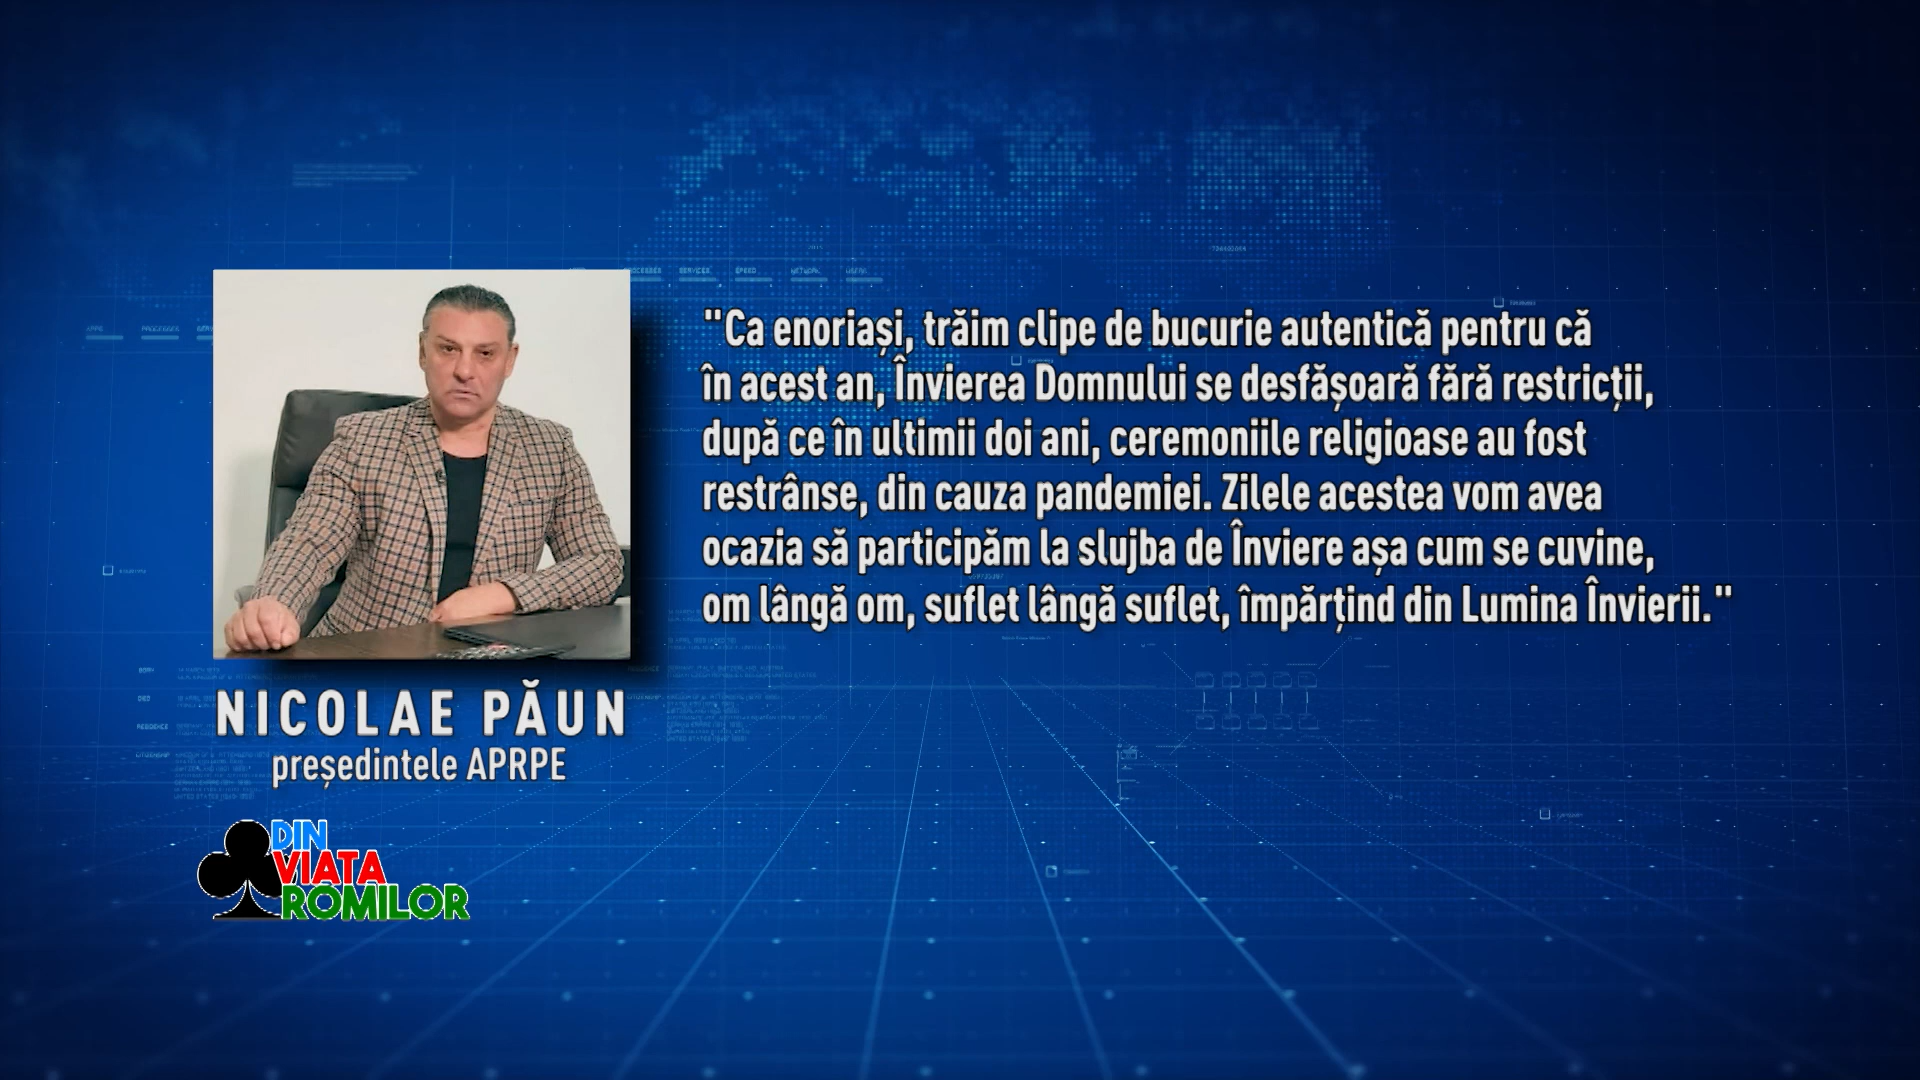 "Ca enoriași, trăim clipe de bucurie autentică pentru că
în acest an, Învierea Domnului se desfășoară fără restricții,
după ce în ultimii doi ani, ceremoniile religioase au fost
restrânse, din cauza pandemiei. Zilele acestea vom avea
ocazia să participăm la slujba de Înviere așa cum se cuvine,
om lângă om, suflet lângă suflet, împărțind din Lumina Învierii."
NICOLAE PĂUN
președintele APRPE
DIN
VIATA
ROMILOR